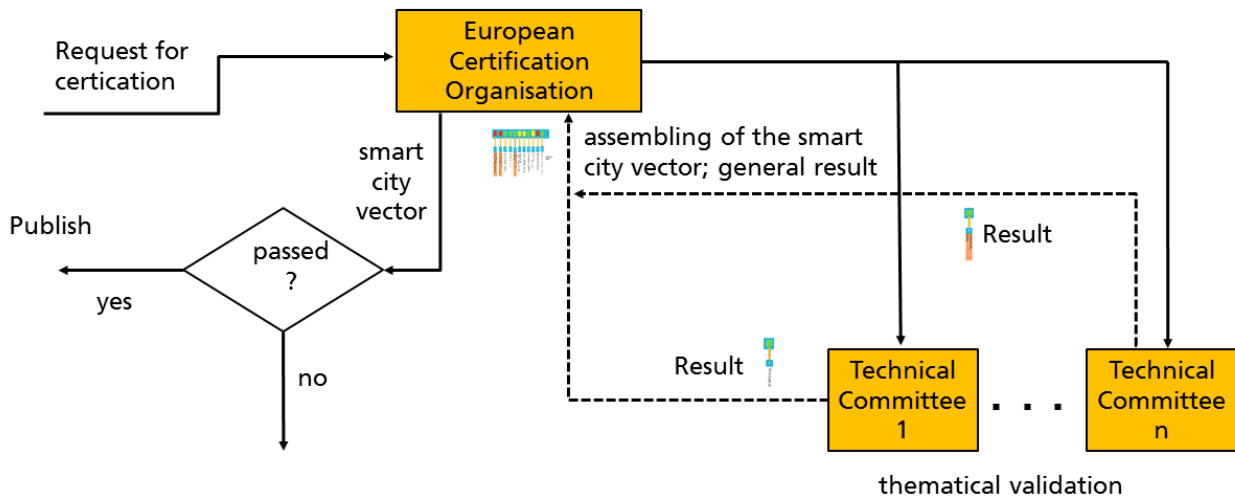 Request for
certication
European
Certification
Organisation
smart
city
vector
assembling of the smart
city vector; general result
Publish
passed
?
yes
no
Result
Result
Technical
Committee
1
. . .
Technical
Committee
n
thematical validation